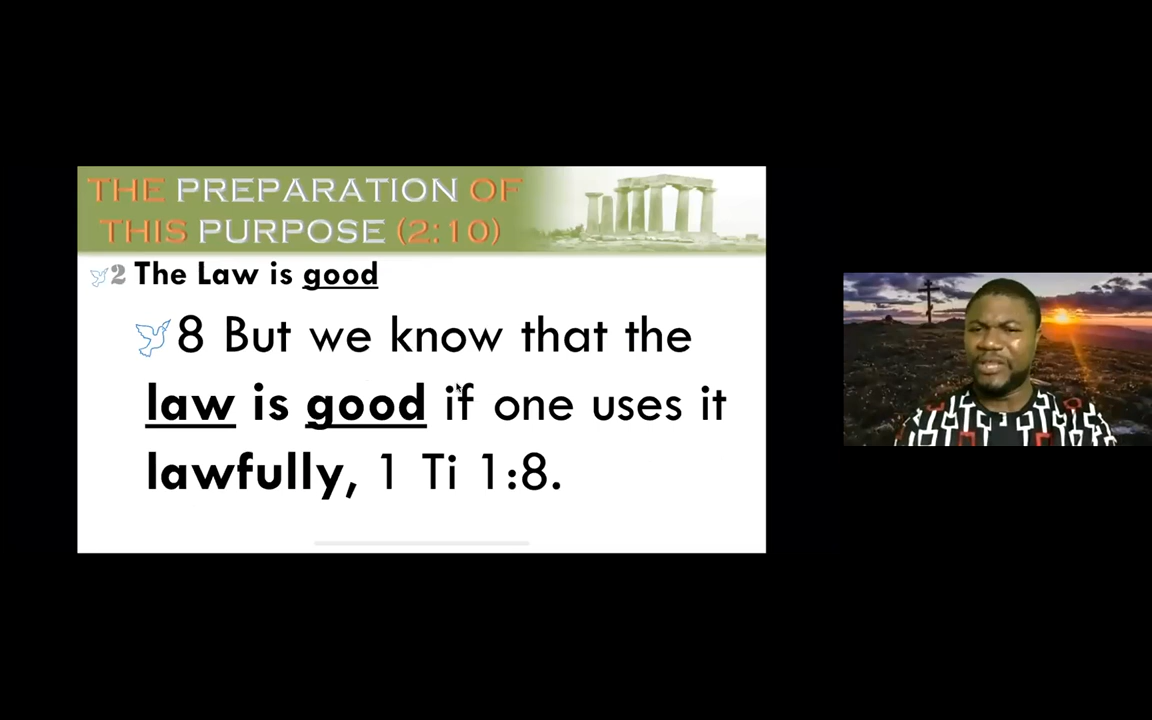 THE PREPARATION OF
THIS PURPOSE (2:10)
2 The Law is good
8 But we know that the
law is good if one uses it
lawfully, 1 Ti 1:8.